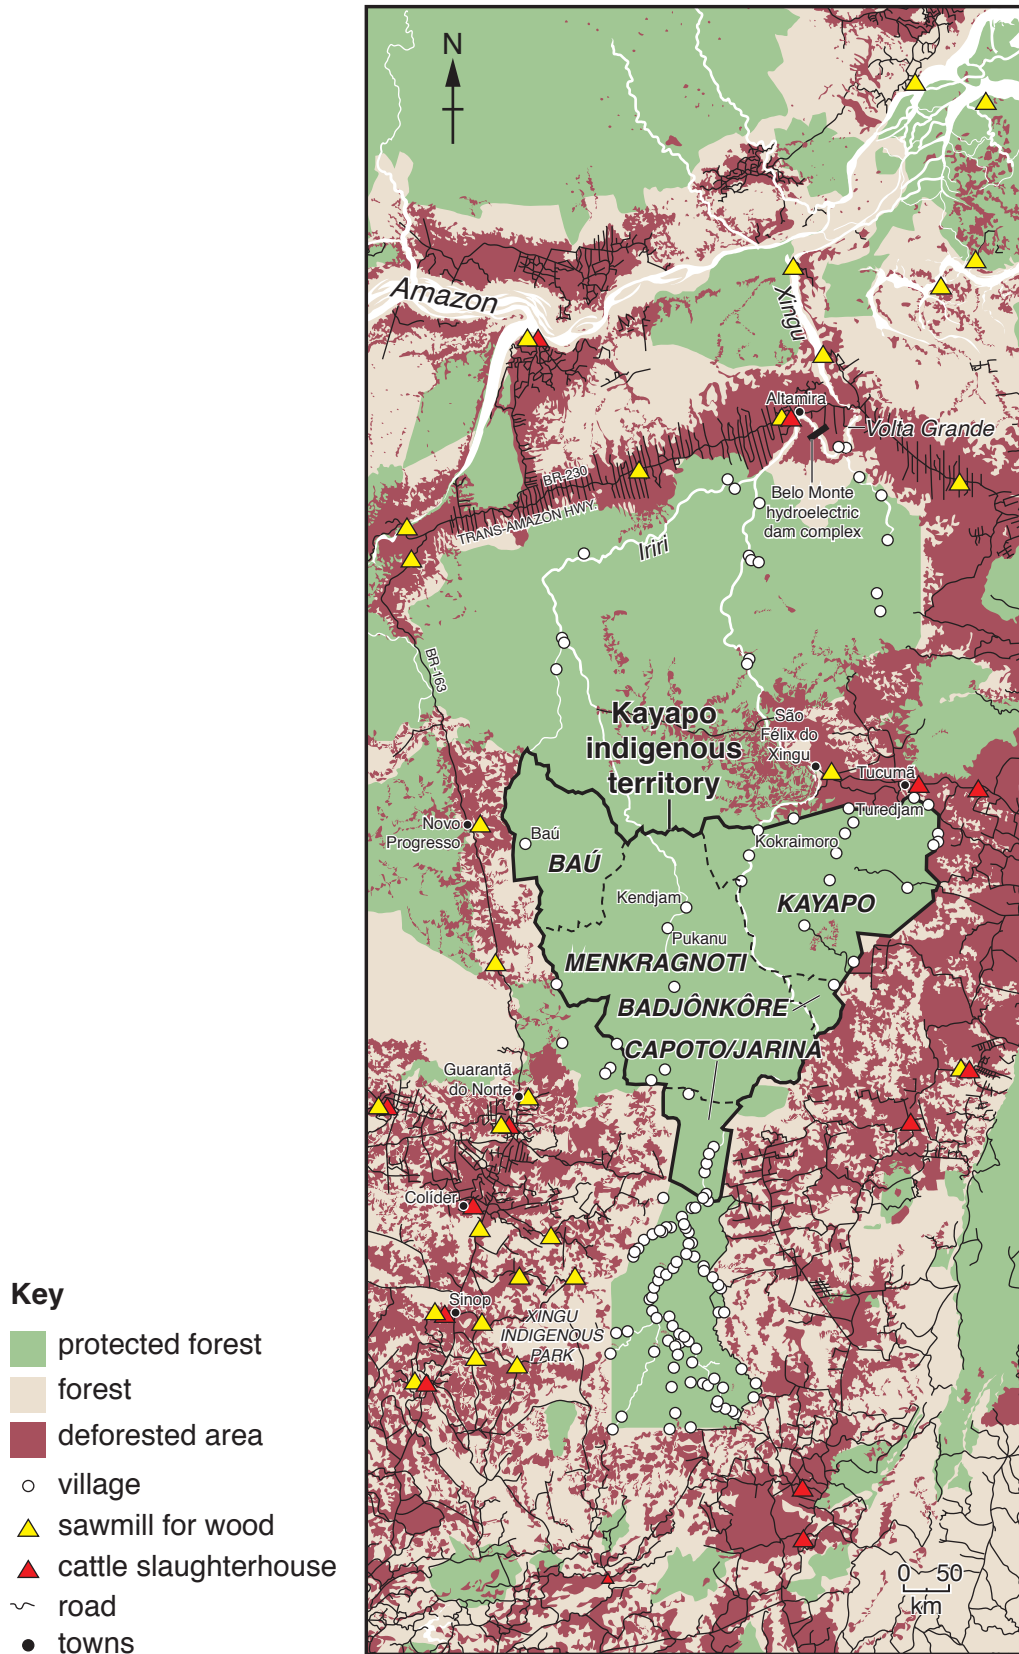 N
Amazon
Xingu
Altamira
Volta Grande
BR-230
TRANS-AMAZON HWY.
Belo Monte
hydroelectric
dam complex
Iriri
BR-163
Kayapo
indigenous
territory
São
Félix do
Xingu
Tucumã
Turedjam
Novo
Progresso
Baú
BAÚ
Kokraimoro
Kendjam
KAYAPO
Pukanu
MENKRAGNOTI
BADJÔNKÔRE
CAPOTO/JARINA
Guarantã
do Norte
Colíder
Sinop
XINGU
INDIGENOUS
PARK
0 50
km
Key
protected forest
forest
deforested area
village
sawmill for wood
cattle slaughterhouse
road
towns